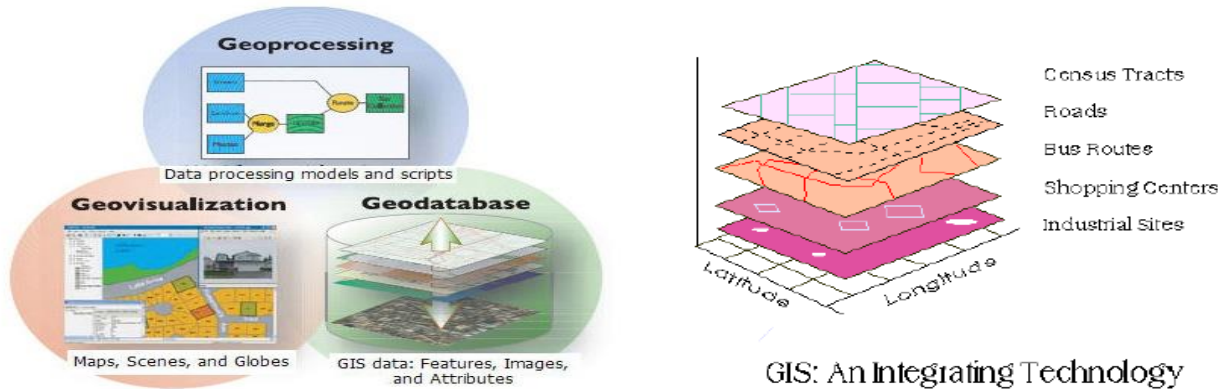 Geoprocessing
Merge
Data processing models and scripts
Geovisualization
Geodatabase
Maps, Scenes, and Globes
GIS data: Features, Images,
and Attributes
Census Tracts
Roads
Bus Routes
Shopping Centers
Industrial Sites
Latitude
Longitude
GIS: An Integrating Technology